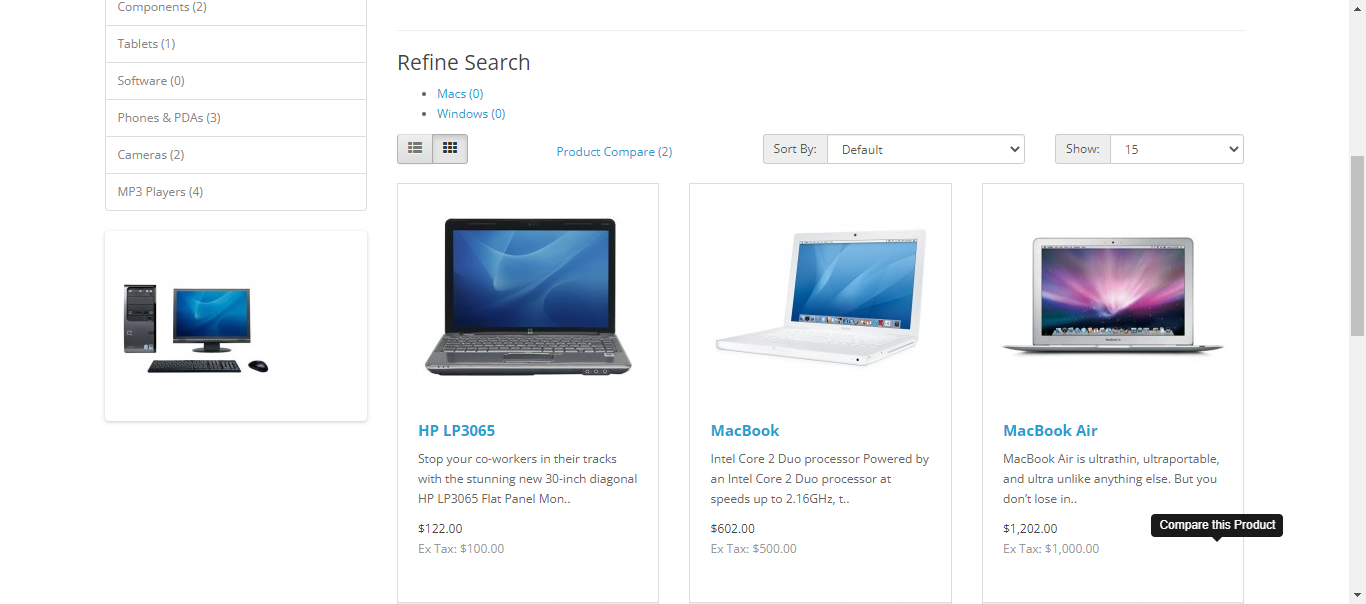 Components (2)
Tablets (1)
Software (0)
Phones & PDAs (3)
Cameras (2)
MP3 Players (4)
Refine Search
Macs (0)
Windows (0)
Product Compare (2)
Sort By:
Default
Show:
15
HP LP3065
Stop your co-workers in their tracks
with the stunning new 30-inch diagonal
HP LP3065 Flat Panel Mon..
$122.00
Ex Tax: $100.00
MacBook
Intel Core 2 Duo processor Powered by
an Intel Core 2 Duo processor at
speeds up to 2.16GHz, t..
$602.00
Ex Tax: $500.00
MacBook Air
MacBook Air is ultrathin, ultraportable,
and ultra unlike anything else. But you
don’t lose in..
$1,202.00
Ex Tax: $1,000.00
Compare this Product